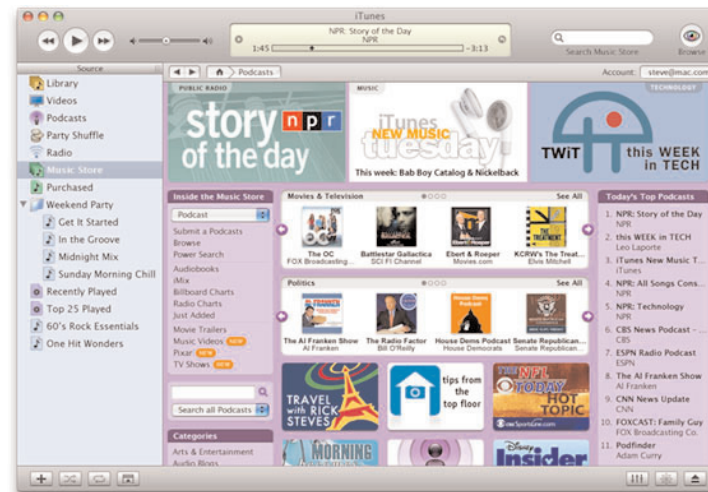 iTunes
NPR: Story of the Day
NPR
1:45
-3:13
Search Music Store
Browse
Source
Library
Videos
Podcasts
Party Shuffle
Radio
Music Store
Purchased
Weekend Party
Get It Started
In the Groove
Midnight Mix
Sunday Morning Chill
Recently Played
Top 25 Played
60's Rock Essentials
One Hit Wonders
Podcasts
Account:
steve@mac.com
PUBLIC RADIO
story
npr
of the day
MUSIC
iTunes
NEW MUSIC
tuesday
This week: Bab Boy Catalog & Nickelback
TECHNOLOGY
TWiT
this WEEK
in TECH
Inside the Music Store
Podcast
Submit a Podcasts
Browse
Power Search
Audiobooks
iMix
Billboard Charts
Radio Charts
Just Added
Movie Trailers
Music Videos NEW
Pixar NEW
TV Shows NEW
Search all Podcasts
Categories
Arts & Entertainment
Audio Blogs
Movies & Television
See All
The OC
FOX Broadcasting...
Battlestar Gallactica
SCI FI Channel
Ebert & Roeper
Movies.com
THE
TREATMENT
KCRW's The Treat...
Elvis Mitchell
Politics
See All
AL FRANKEN
The Al Franken Show
Al Franken
The Radio Factor
Bill O'Reilly
House Dems Podcast
House Democrats
Senate Republican...
Senate Republican...
TRAVEL
with RICK
STEVES
tips from
the
top floor
THE NFL
TODAY
HOT
TOPIC
SportsLine.com
MORNING
Disney
Insider
Today's Top Podcasts
1. NPR: Story of the Day
NPR
2. this WEEK in TECH
Leo Laporte
3. iTunes New Music T...
iTunes
4. NPR: All Songs Cons...
NPR
5. NPR: Technology
NPR
6. CBS News Podcast - ...
CBS
7. ESPN Radio Podcast
ESPN
8. The Al Franken Show
Al Franken
9. CNN News Update
CNN
10. FOXCAST: Family Guy
FOX Broadcasting Co.
11. Podfinder
Adam Curry